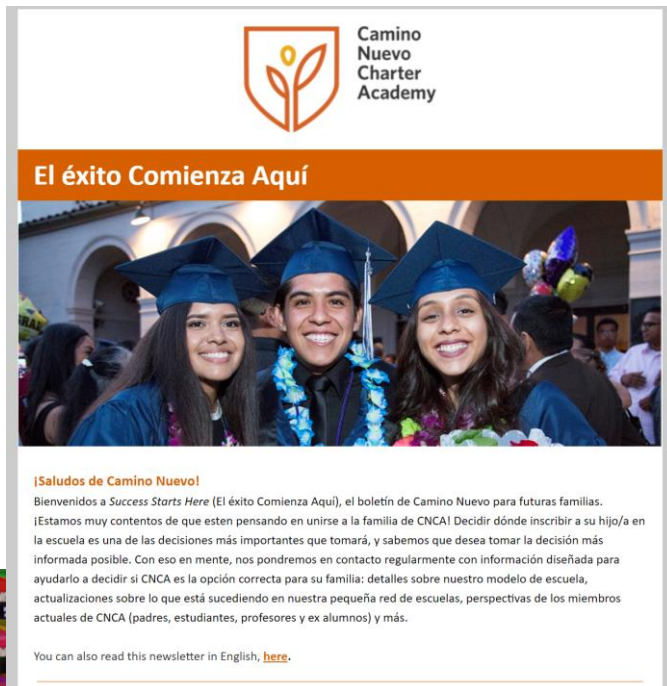 Camino
Nuevo
Charter
Academy
El éxito Comienza Aquí
¡Saludos de Camino Nuevo!
Bienvenidos a Success Starts Here (El éxito Comienza Aquí), el boletín de Camino Nuevo para futuras familias.
¡Estamos muy contentos de que esten pensando en unirse a la familia de CNCA! Decidir dónde inscribir a su hijo/a en
la escuela es una de las decisiones más importantes que tomará, y sabemos que desea tomar la decisión más
informada posible. Con eso en mente, nos pondremos en contacto regularmente con información diseñada para
ayudarlo a decidir si CNCA es la opción correcta para su familia: detalles sobre nuestro modelo de escuela,
actualizaciones sobre lo que está sucediendo en nuestra pequeña red de escuelas, perspectivas de los miembros
actuales de CNCA (padres, estudiantes, profesores y ex alumnos) y más.
You can also read this newsletter in English, here.